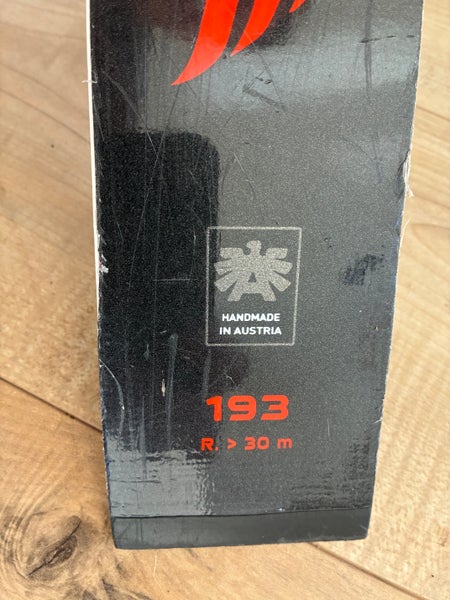 HANDMADE
IN AUSTRIA
193
R. > 30 m